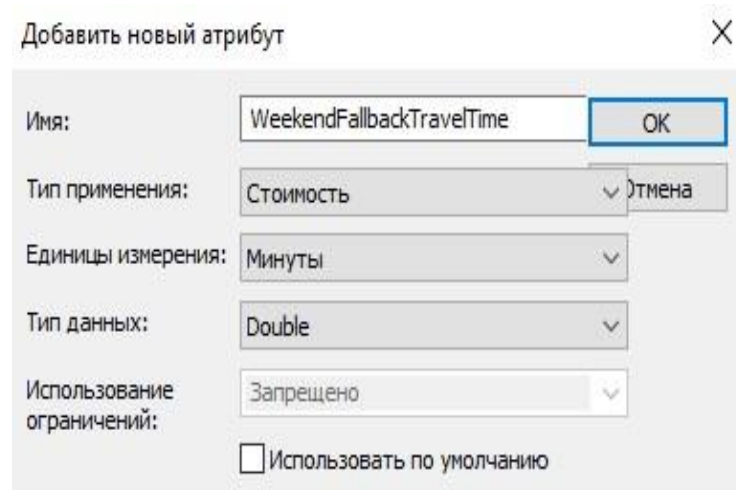 Добавить новый атрибут
Имя: WeekendFallbackTravelTime OK
Тип применения: Стоимость Отмена
Единицы измерения: Минуты
Тип данных: Double
Использование ограничений: Запрещено
Использовать по умолчанию